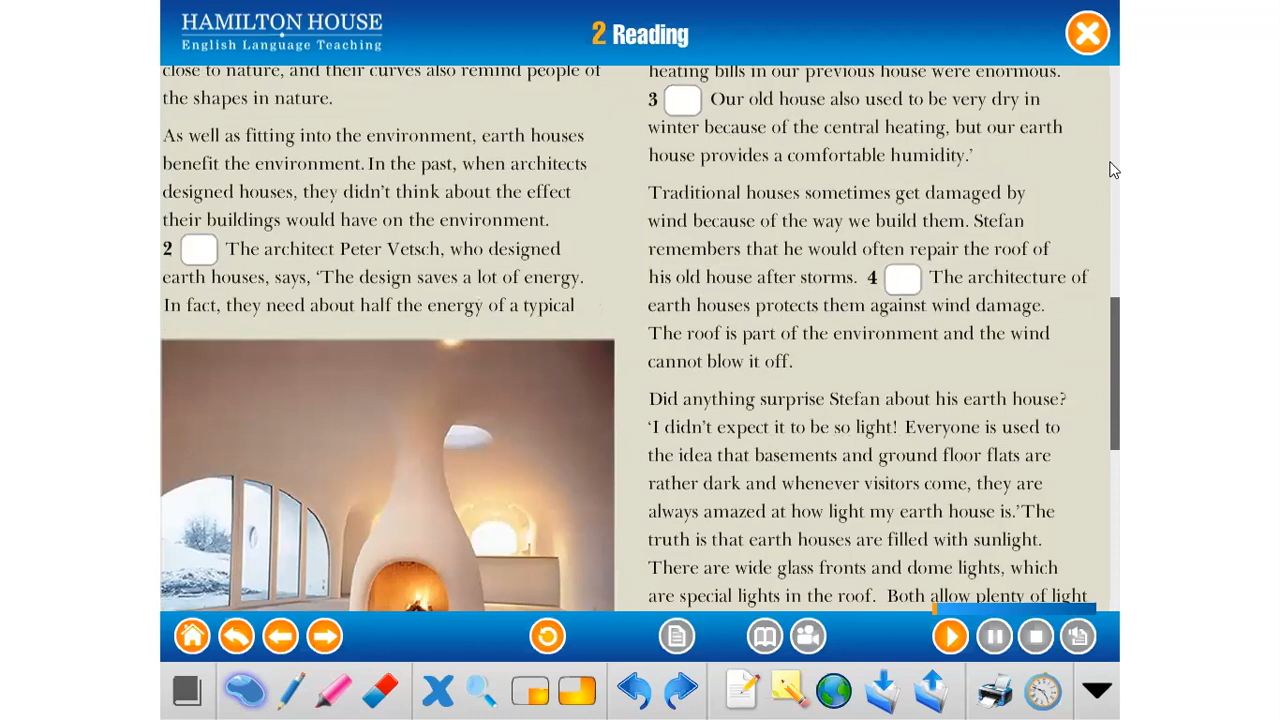 HAMILTON HOUSE
English Language Teaching
2 Reading
close to nature, and their curves also remind people of
the shapes in nature.
As well as fitting into the environment, earth houses
benefit the environment. In the past, when architects
designed houses, they didn't think about the effect
their buildings would have on the environment.
2 The architect Peter Vetsch, who designed
earth houses, says, 'The design saves a lot of energy.
In fact, they need about half the energy of a typical
heating bills in our previous house were enormous.
3 Our old house also used to be very dry in
winter because of the central heating, but our earth
house provides a comfortable humidity.'
Traditional houses sometimes get damaged by
wind because of the way we build them. Stefan
remembers that he would often repair the roof of
his old house after storms. 4 The architecture of
earth houses protects them against wind damage.
The roof is part of the environment and the wind
cannot blow it off.
Did anything surprise Stefan about his earth house?
'I didn't expect it to be so light! Everyone is used to
the idea that basements and ground floor flats are
rather dark and whenever visitors come, they are
always amazed at how light my earth house is.' The
truth is that earth houses are filled with sunlight.
There are wide glass fronts and dome lights, which
are special lights in the roof. Both allow plenty of light